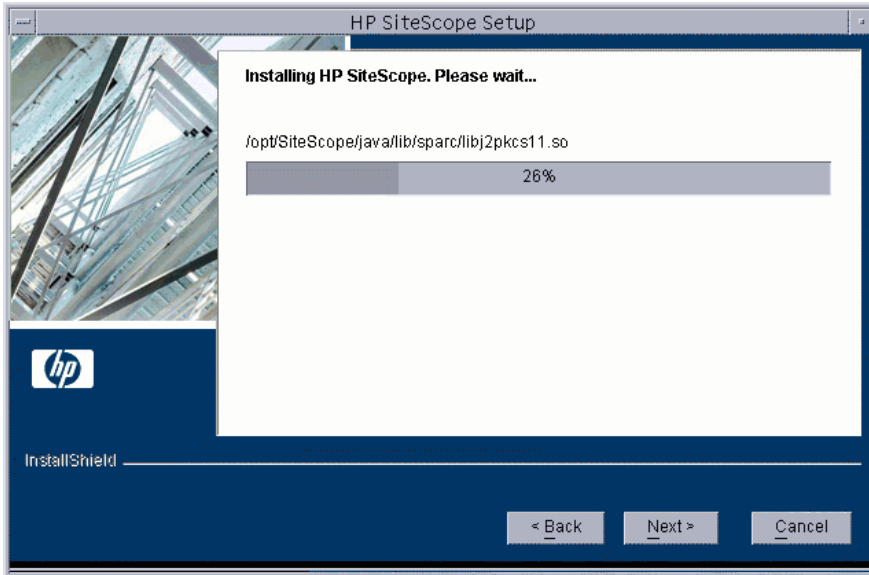 HP SiteScope Setup
Installing HP SiteScope. Please wait...
/opt/SiteScope/java/lib/sparc/libj2pkcs11.so
26%
hp
InstallShield
< Back Next > Cancel